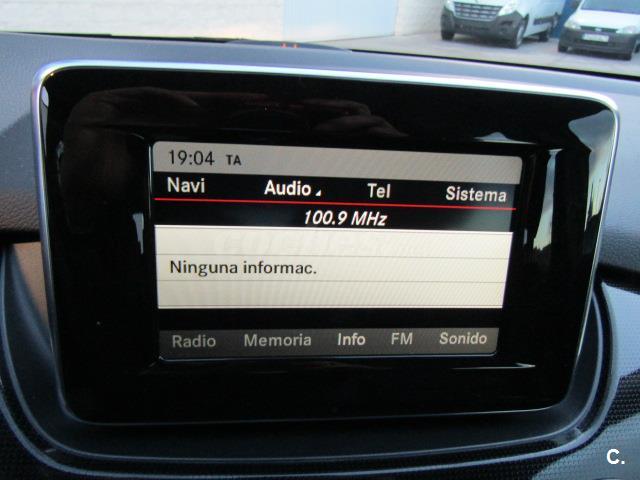 19:04 TA
Navi Audio Tel Sistema
100.9 MHz
Ninguna informac.
Radio Memoria Info FM Sonido
C.